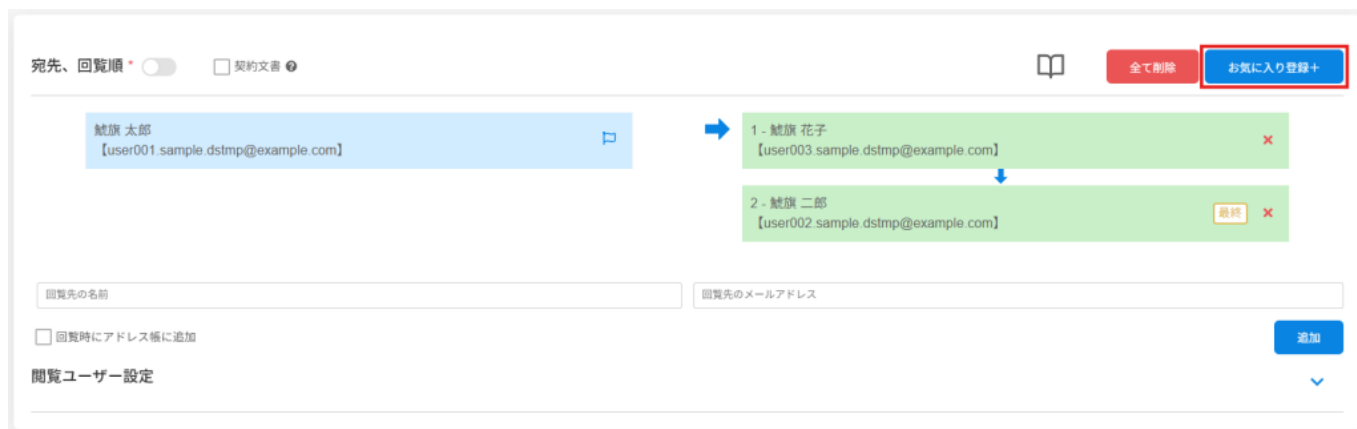 宛先、回覧順 *
契約文書 ?
全て削除
お気に入り登録+
鯱旗 太郎
【user001.sample.dstmp@example.com】
1 - 鯱旗 花子
【user003.sample.dstmp@example.com】
2 - 鯱旗 二郎
【user002.sample.dstmp@example.com】
最終
回覧先の名前
回覧先のメールアドレス
回覧時にアドレス帳に追加
追加
閲覧ユーザー設定